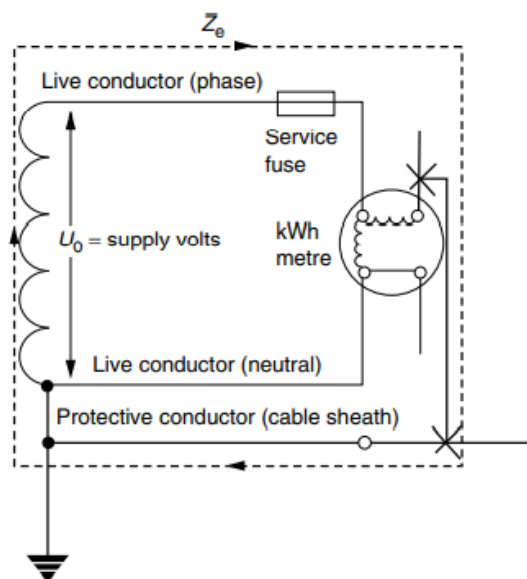 Zₑ
Live conductor (phase)
Service
fuse
U₀ = supply volts
kWh
metre
Live conductor (neutral)
Protective conductor (cable sheath)